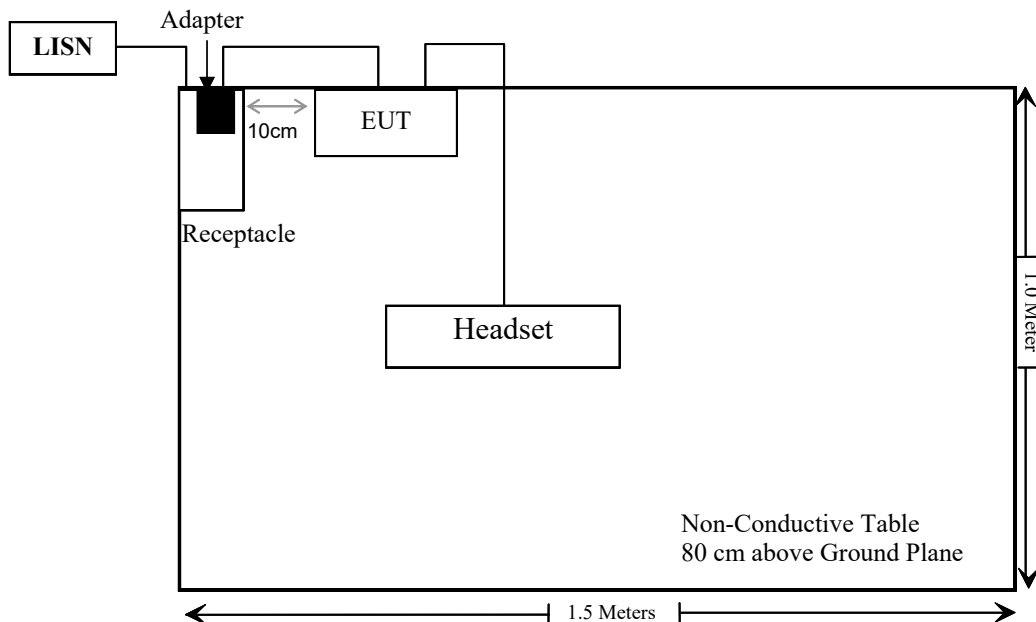 Adapter
LISN
EUT
10cm
Receptacle
Headset
1.0 Meter
Non-Conductive Table
80 cm above Ground Plane
1.5 Meters